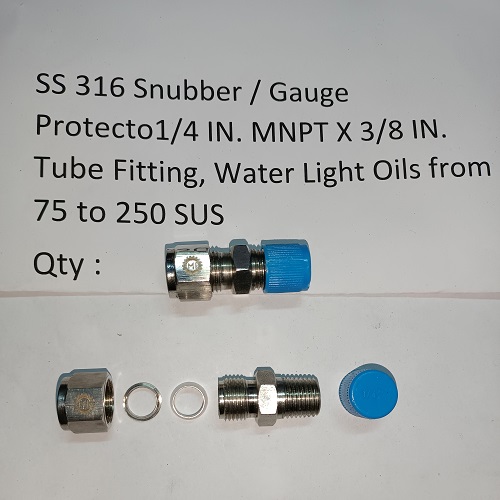 SS 316 Snubber / Gauge
Protecto1/4 IN. MNPT X 3/8 IN.
Tube Fitting, Water Light Oils from
75 to 250 SUS
Qty :